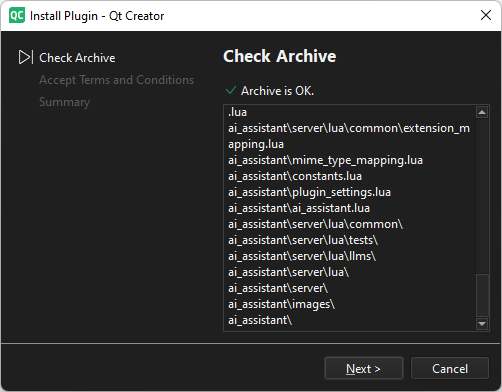 QC Install Plugin - Qt Creator
Check Archive
Accept Terms and Conditions
Summary
Check Archive
Archive is OK.
.lua
ai_assistant\server\lua\common\extension_m
apping.lua
ai_assistant\mime_type_mapping.lua
ai_assistant\constants.lua
ai_assistant\plugin_settings.lua
ai_assistant\ai_assistant.lua
ai_assistant\server\lua\common\
ai_assistant\server\lua\tests\
ai_assistant\server\lua\llms\
ai_assistant\server\lua\
ai_assistant\server\
ai_assistant\images\
ai_assistant\
Next >
Cancel